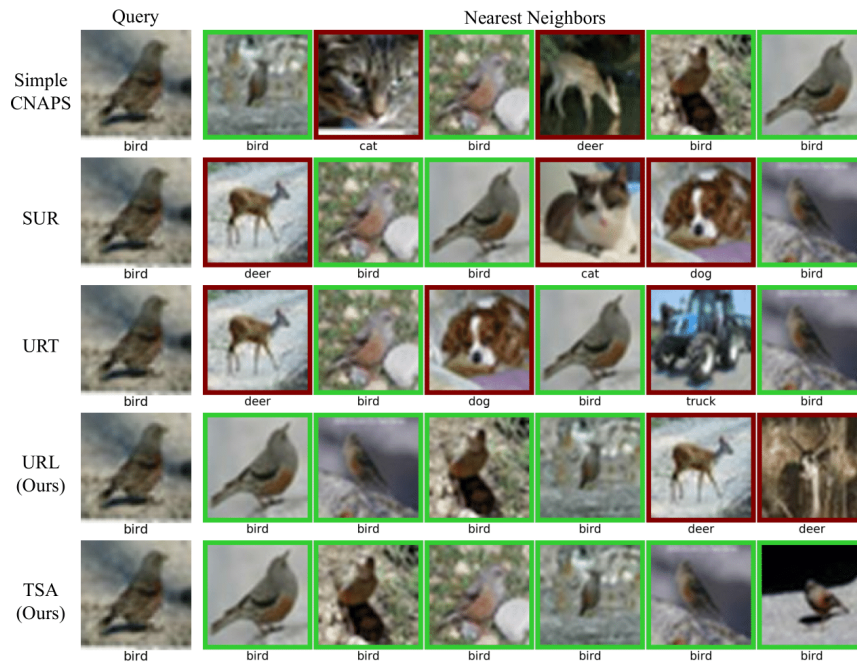 Query Nearest Neighbors
Simple
CNAPS
bird bird cat bird deer bird bird
SUR
bird deer bird bird cat dog bird
URT
bird deer bird dog bird truck bird
URL
(Ours)
bird bird bird bird bird deer deer
TSA
(Ours)
bird bird bird bird bird bird bird